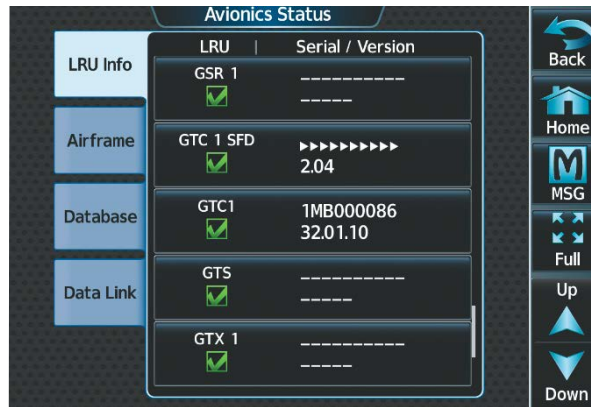 Avionics Status
LRU Info
Airframe
Database
Data Link
LRU | Serial / Version
GSR 1
----------
-----
GTC 1 SFD
►►►►►►►►►►
2.04
GTC1
1MB000086
32.01.10
GTS
----------
-----
GTX 1
----------
-----
Back
Home
MSG
Full
Up
Down